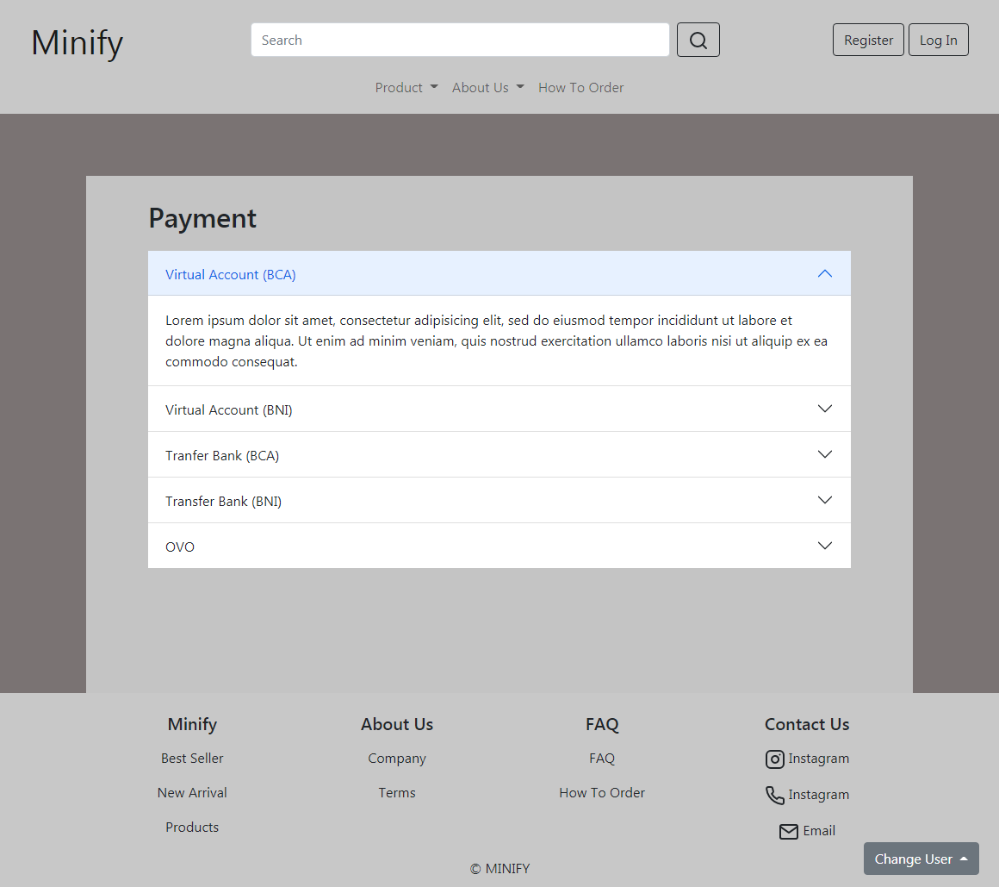 Minify
Search
Register
Log In
Product
About Us
How To Order
Payment
Virtual Account (BCA)
Lorem ipsum dolor sit amet, consectetur adipisicing elit, sed do eiusmod tempor incididunt ut labore et
dolore magna aliqua. Ut enim ad minim veniam, quis nostrud exercitation ullamco laboris nisi ut aliquip ex ea
commodo consequat.
Virtual Account (BNI)
Tranfer Bank (BCA)
Transfer Bank (BNI)
OVO
Minify
Best Seller
New Arrival
Products
About Us
Company
Terms
FAQ
FAQ
How To Order
Contact Us
Instagram
Instagram
Email
Change User
© MINIFY